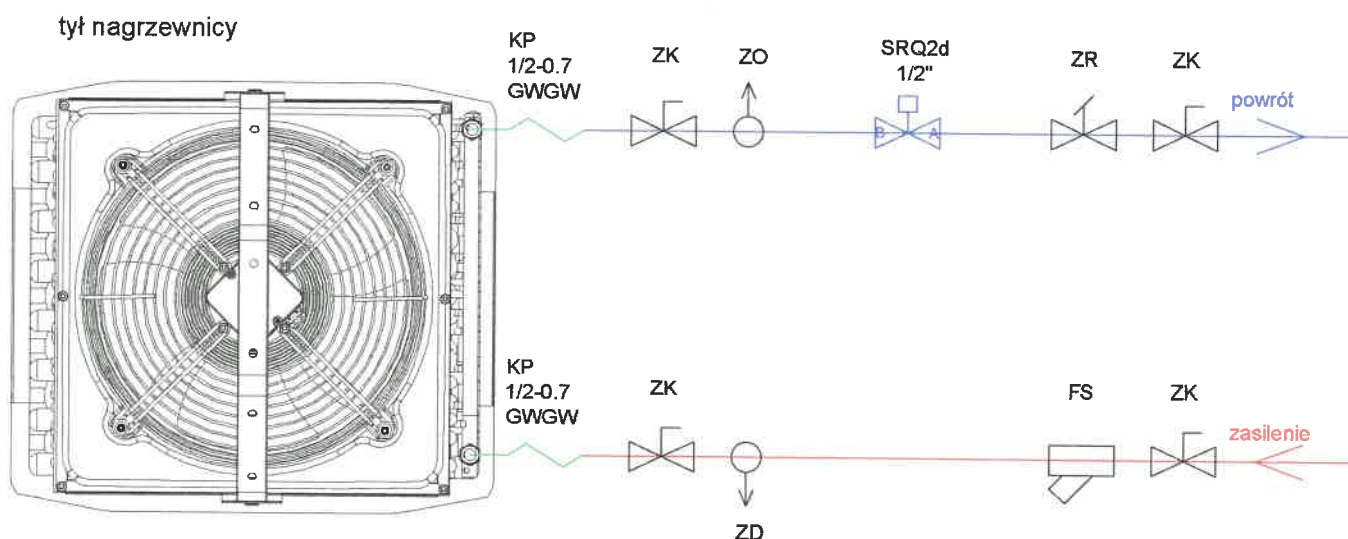 tył nagrzewnicy
KP
1/2-0.7
GWGW
ZK
ZO
SRQ2d
1/2"
ZR
ZK
powrót
B
A
KP
1/2-0.7
GWGW
ZK
ZD
FS
ZK
zasilenie